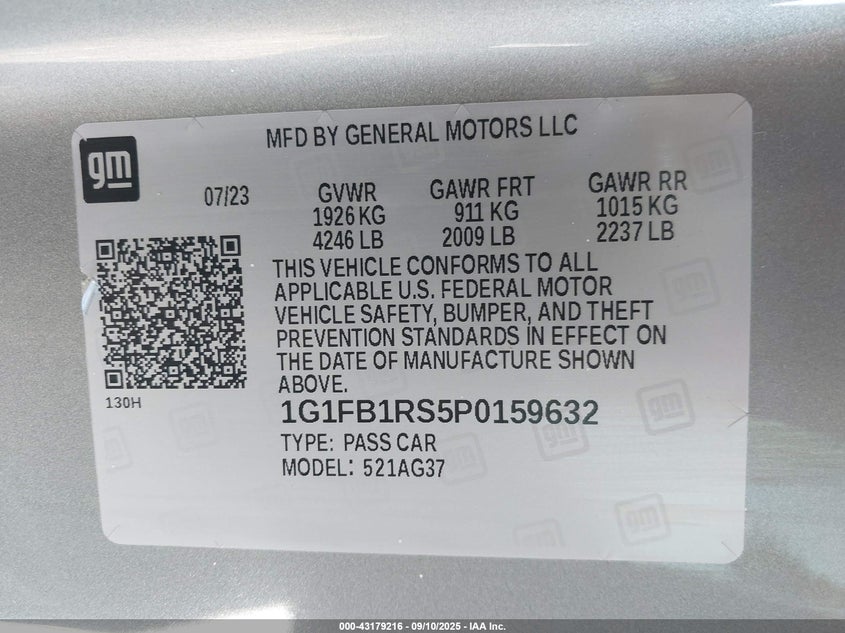 MFD BY GENERAL MOTORS LLC
gm
07/23
GVWR
1926 KG
4246 LB
GAWR FRT
911 KG
2009 LB
GAWR RR
1015 KG
2237 LB
THIS VEHICLE CONFORMS TO ALL
APPLICABLE U.S. FEDERAL MOTOR
VEHICLE SAFETY, BUMPER, AND THEFT
PREVENTION STANDARDS IN EFFECT ON
THE DATE OF MANUFACTURE SHOWN
ABOVE.
130H
1G1FB1RS5P0159632
TYPE: PASS CAR
MODEL: 521AG37
000-43179216 - 09/10/2025 - IAA Inc.